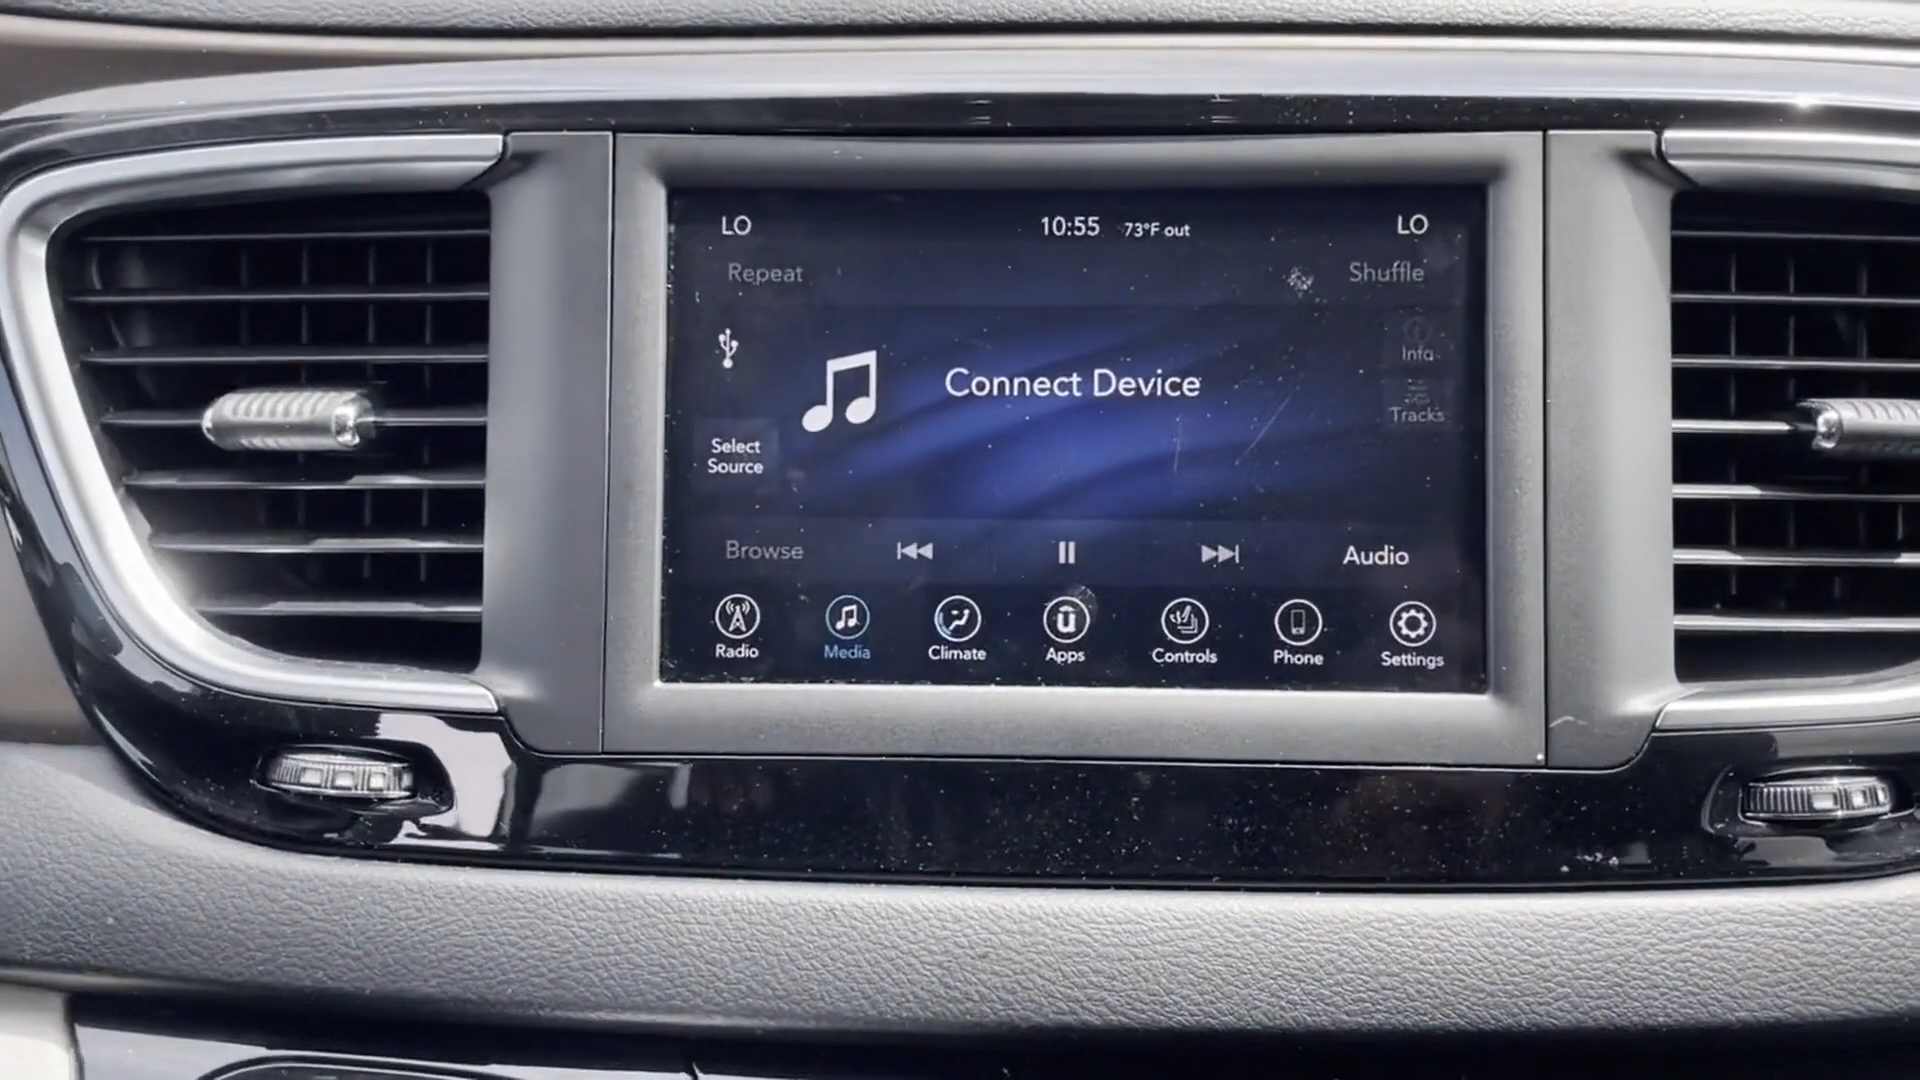 LO 10:55 73°F out LO
Repeat Shuffle
Info
Connect Device
Tracks
Select
Source
Browse Audio
Radio Media Climate Apps Controls Phone Settings